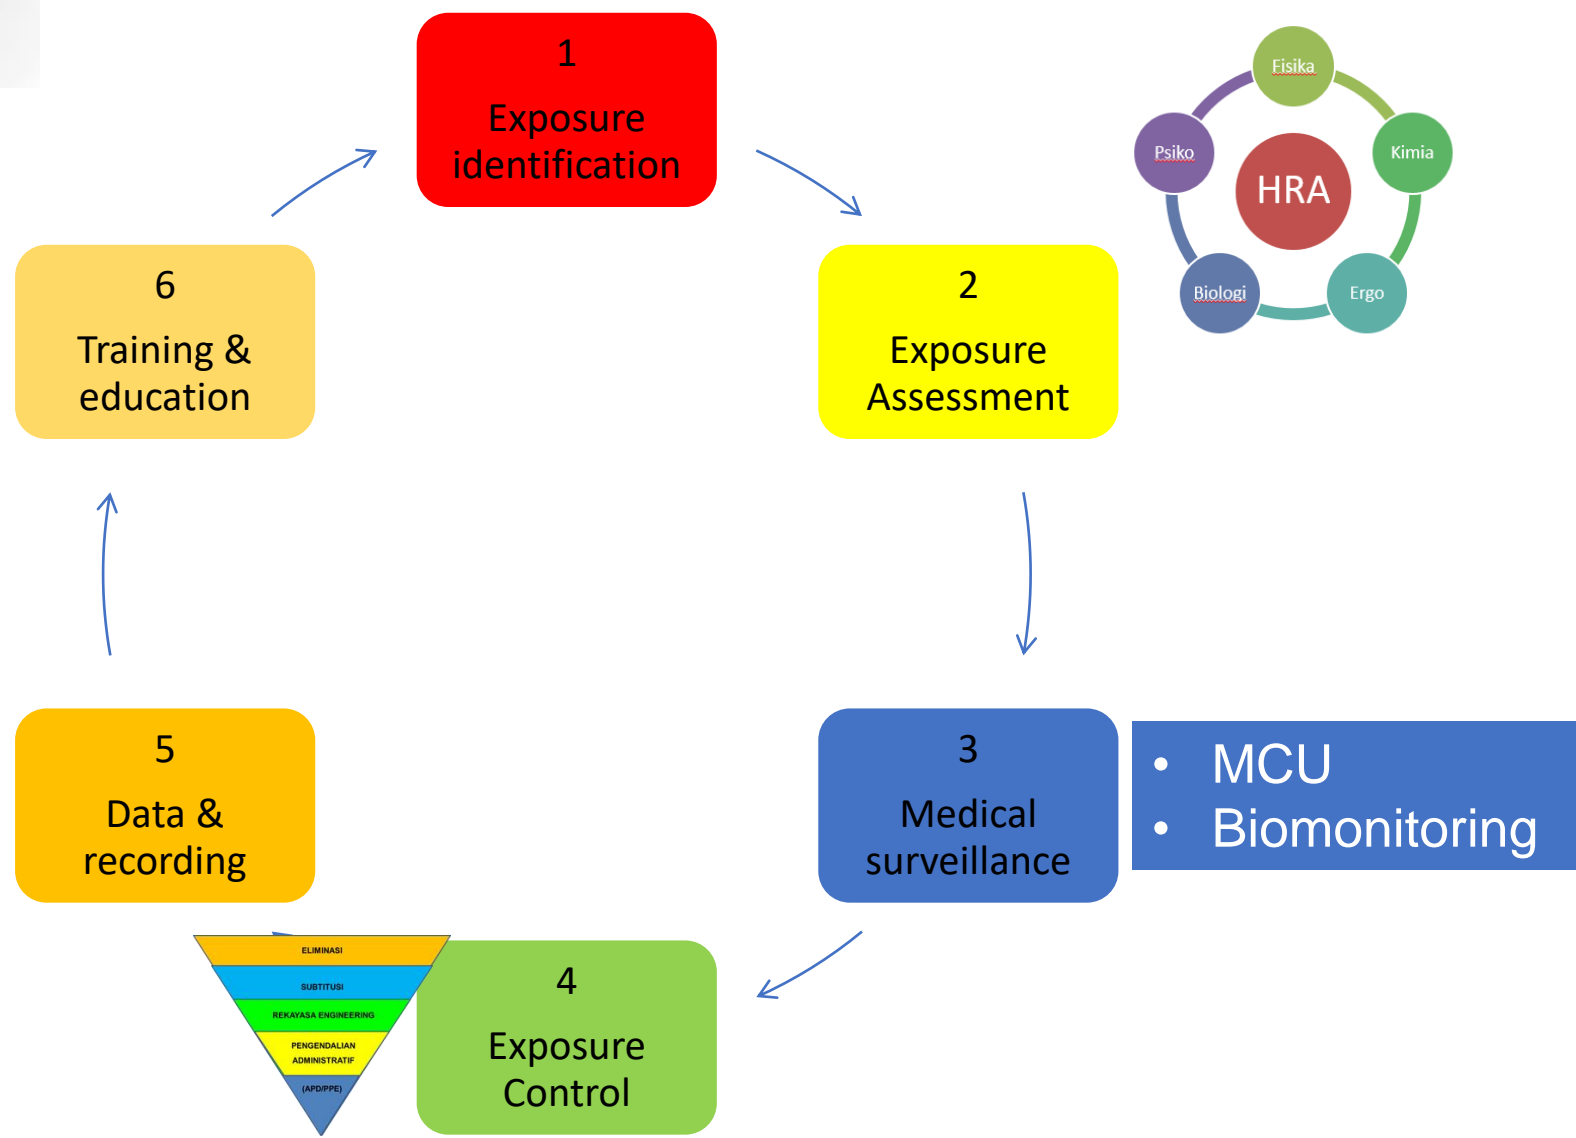 1
Exposure
identification
2
Exposure
Assessment
3
Medical
surveillance
4
Exposure
Control
5
Data &
recording
6
Training &
education
Fisika
Kimia
Ergo
Biologi
Psiko
HRA
• MCU
• Biomonitoring
ELIMINASI
SUBTITUSI
REKAYASA ENGINEERING
PENGENDALIAN
ADMINISTRATIF
(APD/PPE)